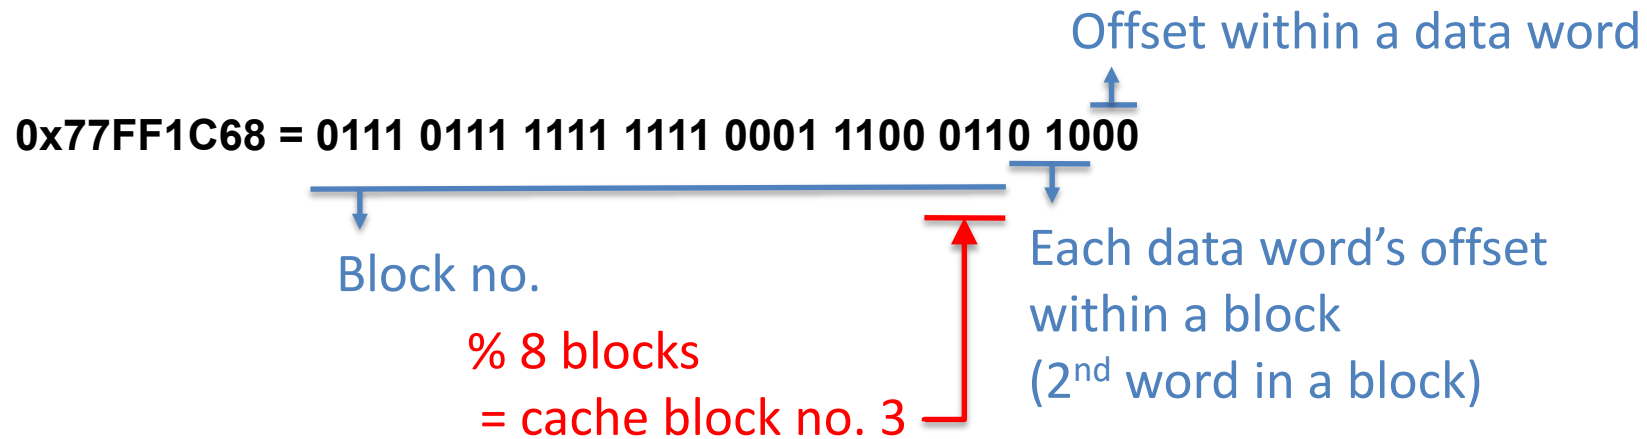 Offset within a data word
0x77FF1C68 = 0111 0111 1111 1111 0001 1100 0110 1000
Block no.
Each data word’s offset
within a block
(2nd word in a block)
% 8 blocks
= cache block no. 3